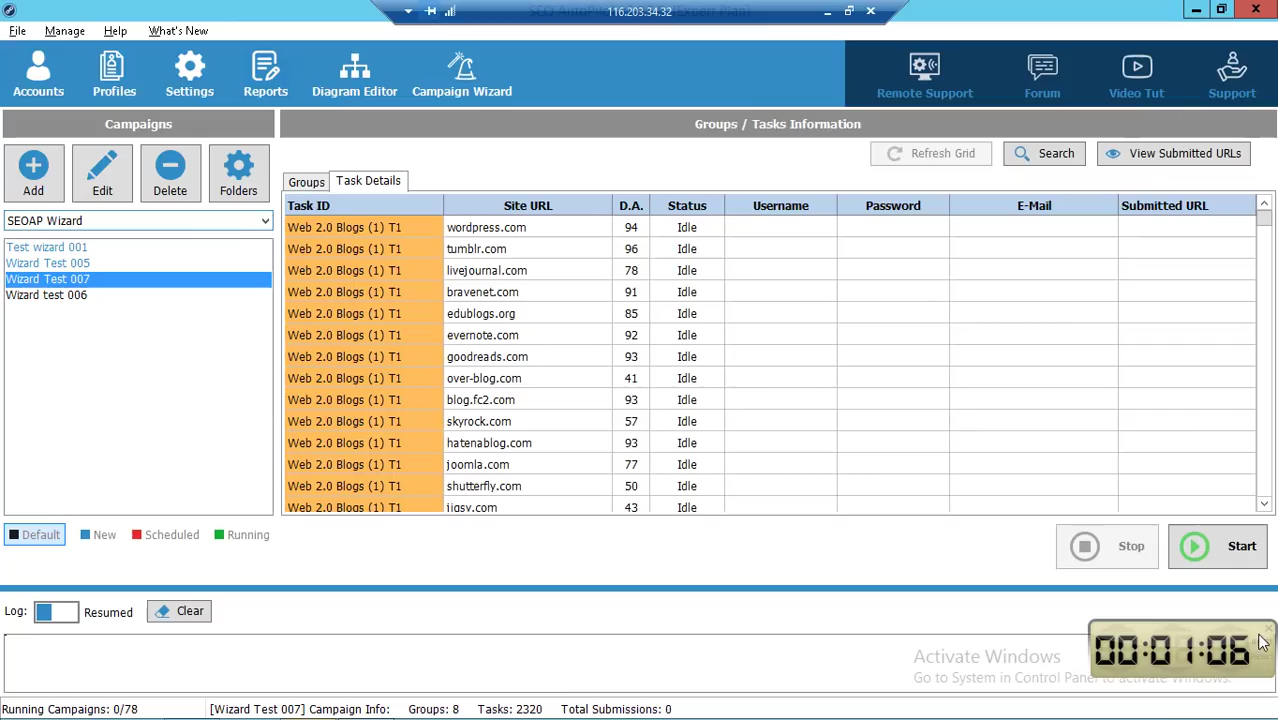 116.203.34.32
File Manage Help What's New
Accounts Profiles Settings Reports Diagram Editor Campaign Wizard Remote Support Forum Video Tut Support
Campaigns
Groups / Tasks Information
Add Edit Delete Folders
Refresh Grid Search View Submitted URLs
Groups Task Details
SEOAP Wizard
Test wizard 001
Wizard Test 005
Wizard Test 007
Wizard test 006
Task ID Site URL D.A. Status Username Password E-Mail Submitted URL
Web 2.0 Blogs (1) T1 wordpress.com 94 Idle
Web 2.0 Blogs (1) T1 tumblr.com 96 Idle
Web 2.0 Blogs (1) T1 livejournal.com 78 Idle
Web 2.0 Blogs (1) T1 bravenet.com 91 Idle
Web 2.0 Blogs (1) T1 edublogs.org 85 Idle
Web 2.0 Blogs (1) T1 evernote.com 92 Idle
Web 2.0 Blogs (1) T1 goodreads.com 93 Idle
Web 2.0 Blogs (1) T1 over-blog.com 41 Idle
Web 2.0 Blogs (1) T1 blog.fc2.com 93 Idle
Web 2.0 Blogs (1) T1 skyrock.com 57 Idle
Web 2.0 Blogs (1) T1 hatenablog.com 93 Idle
Web 2.0 Blogs (1) T1 joomla.com 77 Idle
Web 2.0 Blogs (1) T1 shutterfly.com 50 Idle
Web 2.0 Blogs (1) T1 jigsy.com 43 Idle
Default New Scheduled Running
Stop Start
Log: Resumed Clear
00:01:06
Activate Windows
Go to System in Control Panel to activate Windows.
Running Campaigns: 0/78 [Wizard Test 007] Campaign Info: Groups: 8 Tasks: 2320 Total Submissions: 0